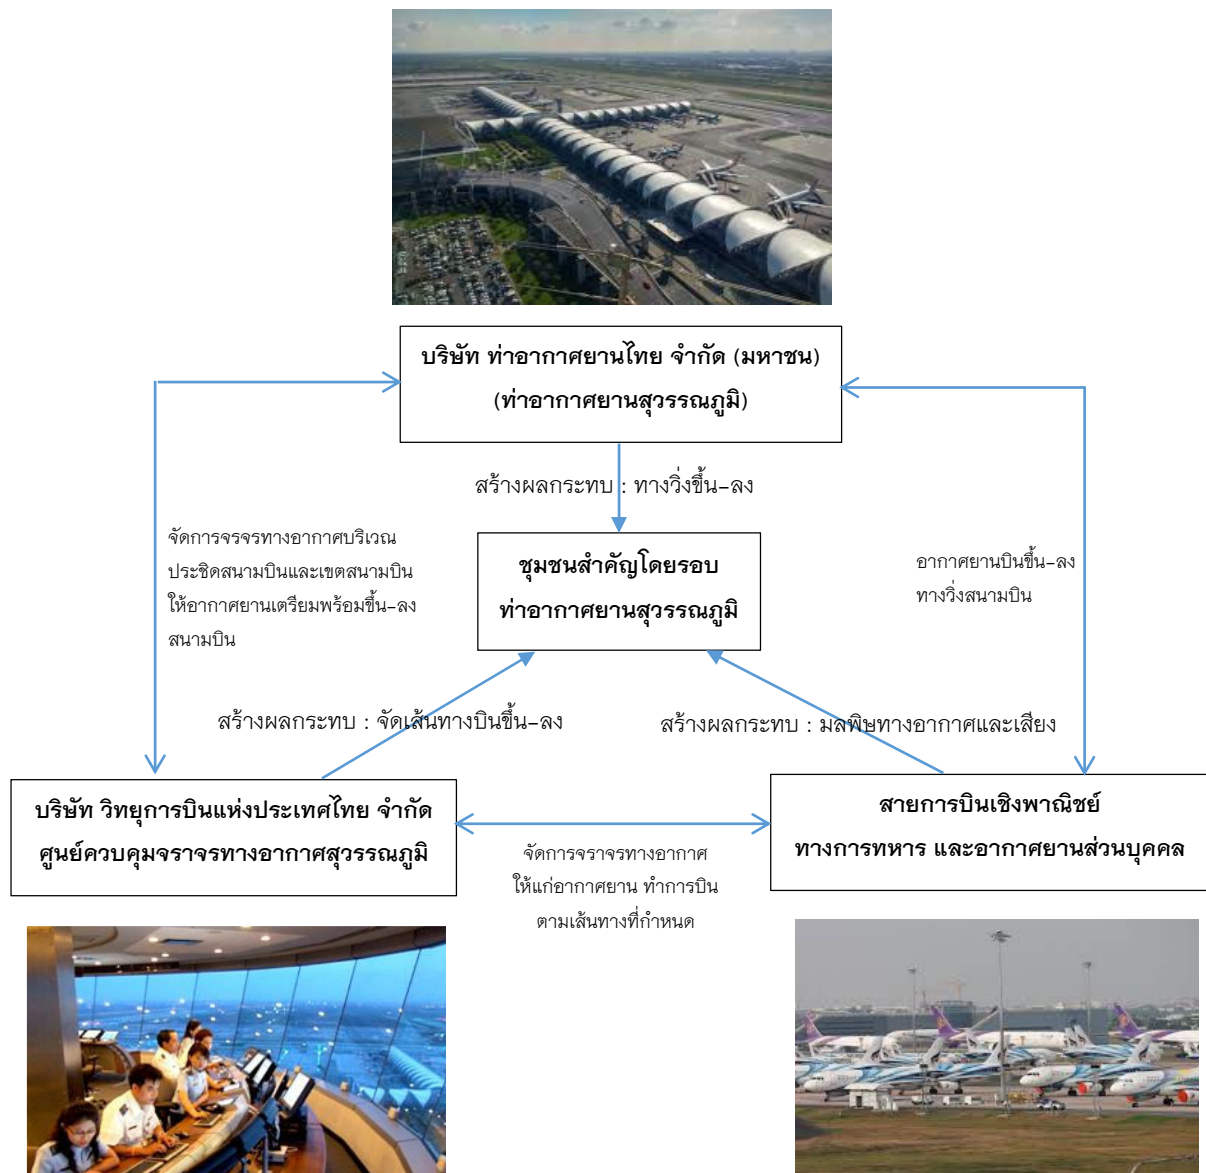 บริษัท ท่าอากาศยานไทย จำกัด (มหาชน)
(ท่าอากาศยานสุวรรณภูมิ)
สร้างผลกระทบ : ทางวิ่งขึ้น-ลง
จัดการจรจรทางอากาศบริเวณ
ประชิดสนามบินและเขตสนามบิน
ให้อากาศยานเตรียมพร้อมขึ้น-ลง
สนามบิน
ชุมชนสำคัญโดยรอบ
ท่าอากาศยานสุวรรณภูมิ
อากาศยานบินขึ้น-ลง
ทางวิ่งสนามบิน
สร้างผลกระทบ : จัดเส้นทางบินขึ้น-ลง
สร้างผลกระทบ : มลพิษทางอากาศและเสียง
บริษัท วิทยุการบินแห่งประเทศไทย จำกัด
ศูนย์ควบคุมจราจรทางอากาศสุวรรณภูมิ
สายการบินเชิงพาณิชย์
ทางการทหาร และอากาศยานส่วนบุคคล
จัดการจราจรทางอากาศ
ให้แก่อากาศยาน ทำการบิน
ตามเส้นทางที่กำหนด